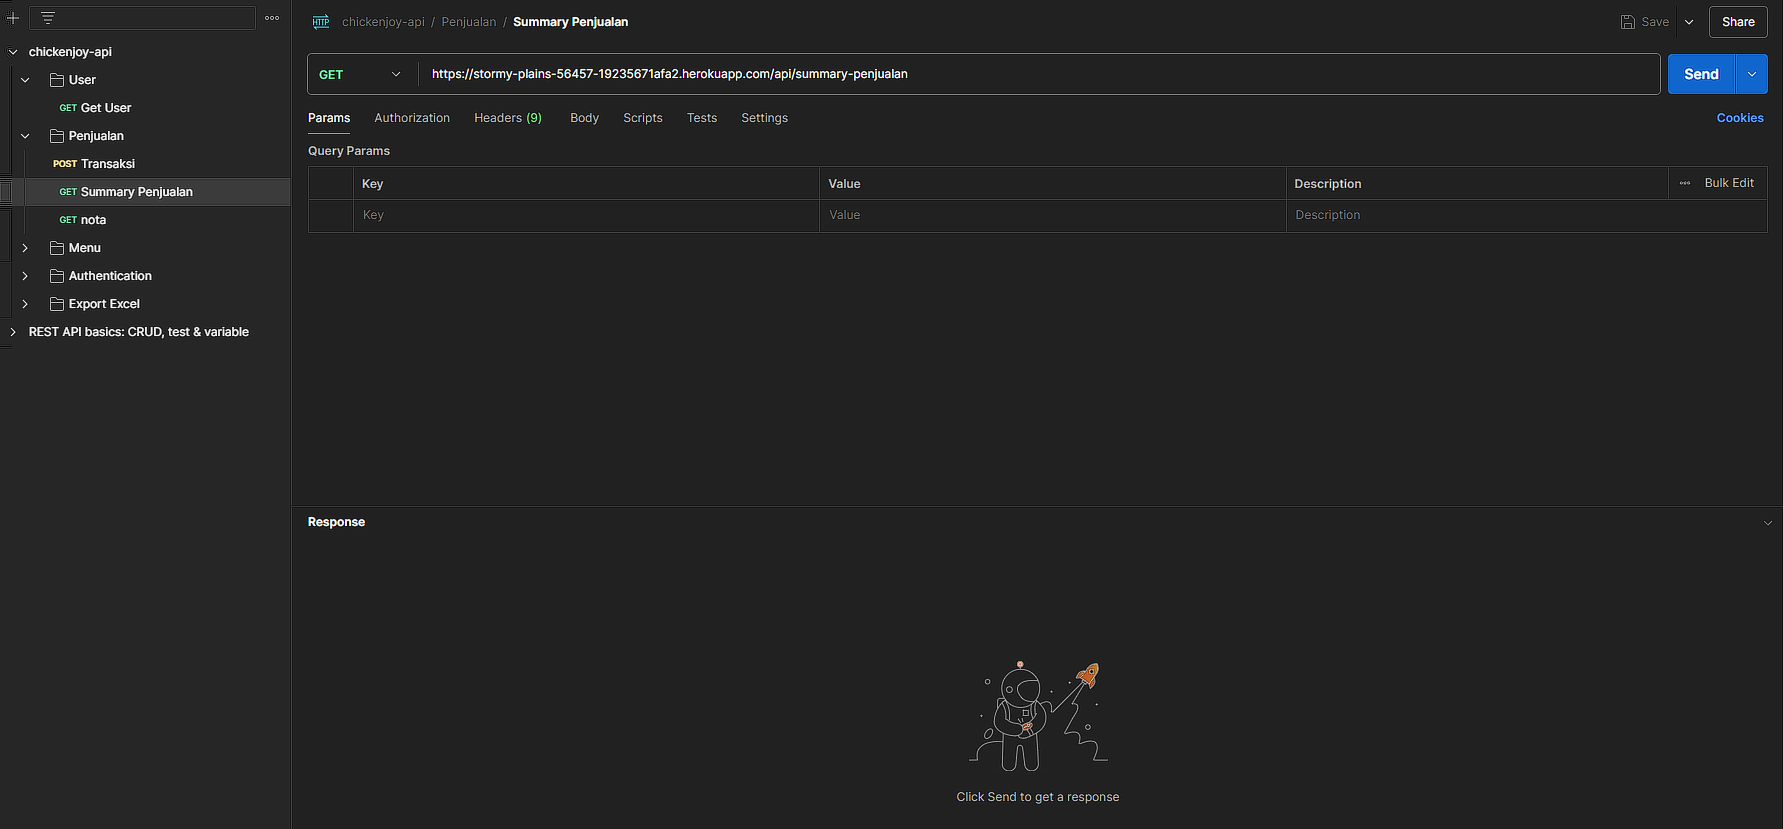 chickenjoy-api
User
GET Get User
Penjualan
POST Transaksi
GET Summary Penjualan
GET nota
Menu
Authentication
Export Excel
REST API basics: CRUD, test & variable
HTTP chickenjoy-api / Penjualan / Summary Penjualan
Save
Share
GET https://stormy-plains-56457-19235671afa2.herokuapp.com/api/summary-penjualan
Send
Params Authorization Headers (9) Body Scripts Tests Settings
Cookies
Query Params
Key Value Description Bulk Edit
Key Value Description
Response
Click Send to get a response